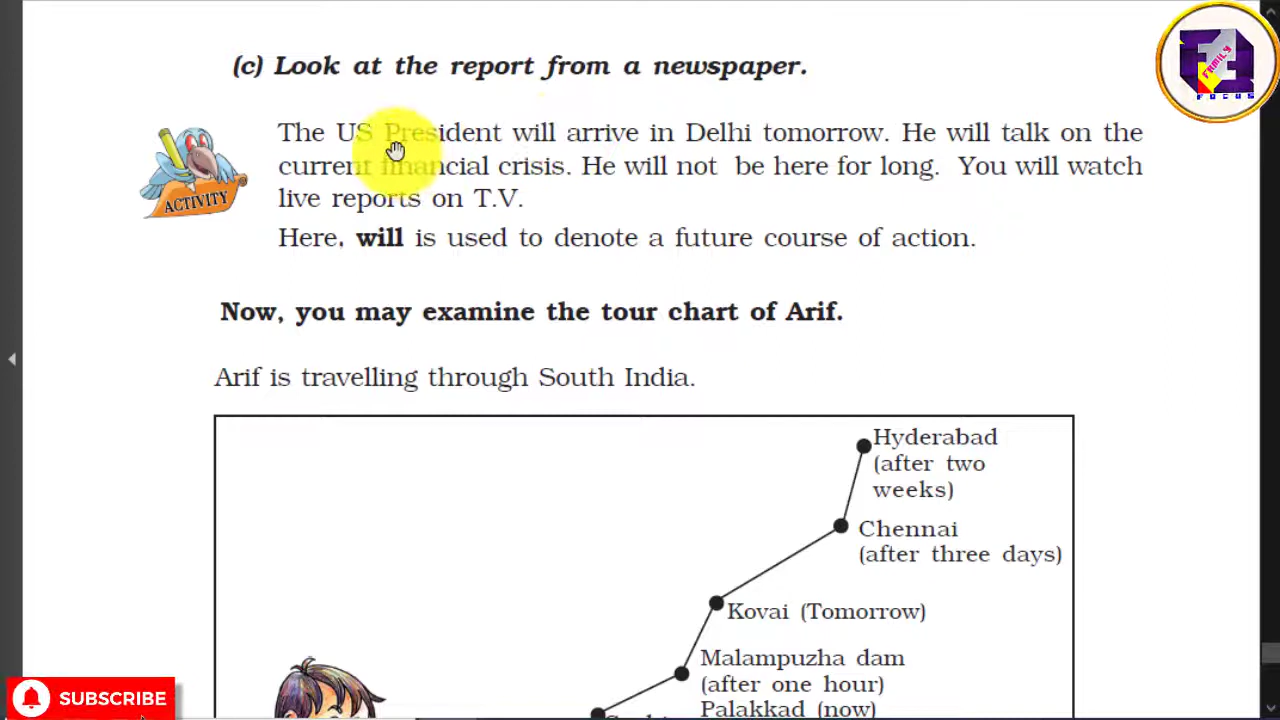 (c) Look at the report from a newspaper.
The US President will arrive in Delhi tomorrow. He will talk on the
current financial crisis. He will not be here for long. You will watch
live reports on T.V.
ACTIVITY
Here, will is used to denote a future course of action.
Now, you may examine the tour chart of Arif.
Arif is travelling through South India.
Hyderabad
(after two
weeks)
Chennai
(after three days)
Kovai (Tomorrow)
Malampuzha dam
(after one hour)
Palakkad (now)
FAMILY
FOCUS
SUBSCRIBE